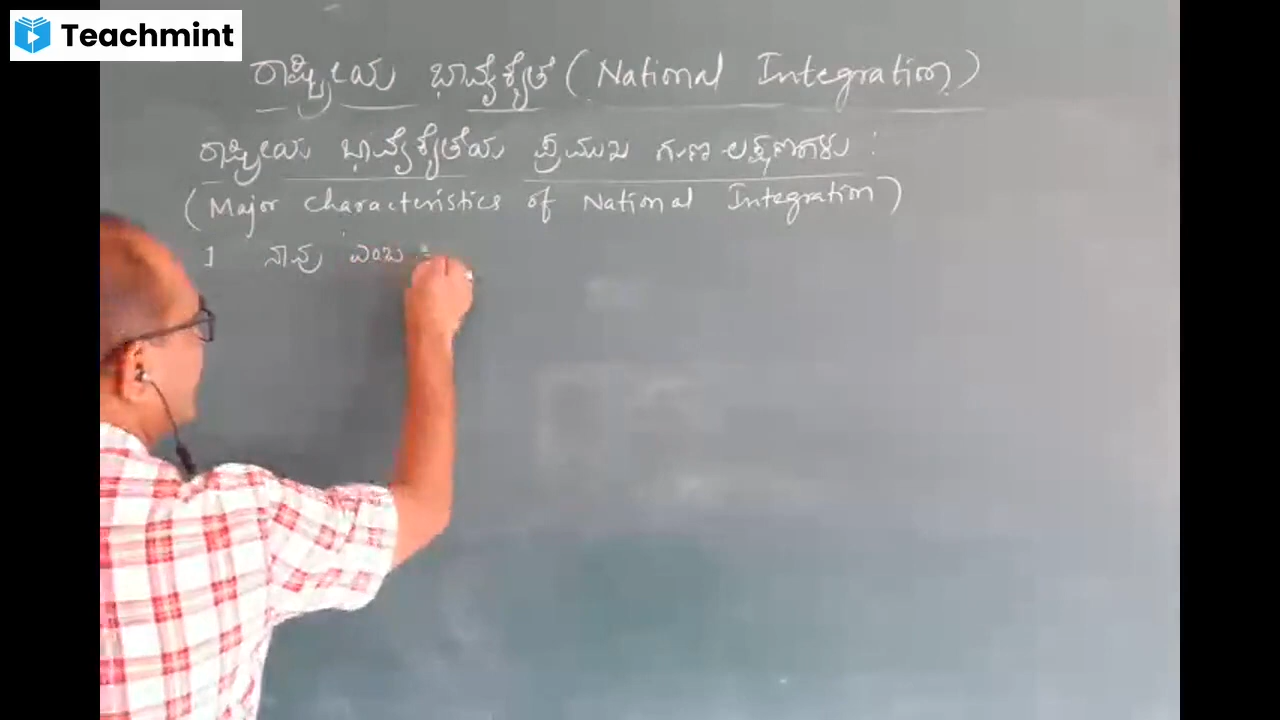 Teachmint
ರಾಷ್ಟ್ರೀಯ ಭಾವೈಕ್ಯತೆ (National Integration)
ರಾಷ್ಟ್ರೀಯ ಭಾವೈಕ್ಯತೆಯ ಪ್ರಮುಖ ಗುಣ ಲಕ್ಷಣಗಳು :
(Major characteristics of National Integration)
1 ನಾವು ಎಂಬ